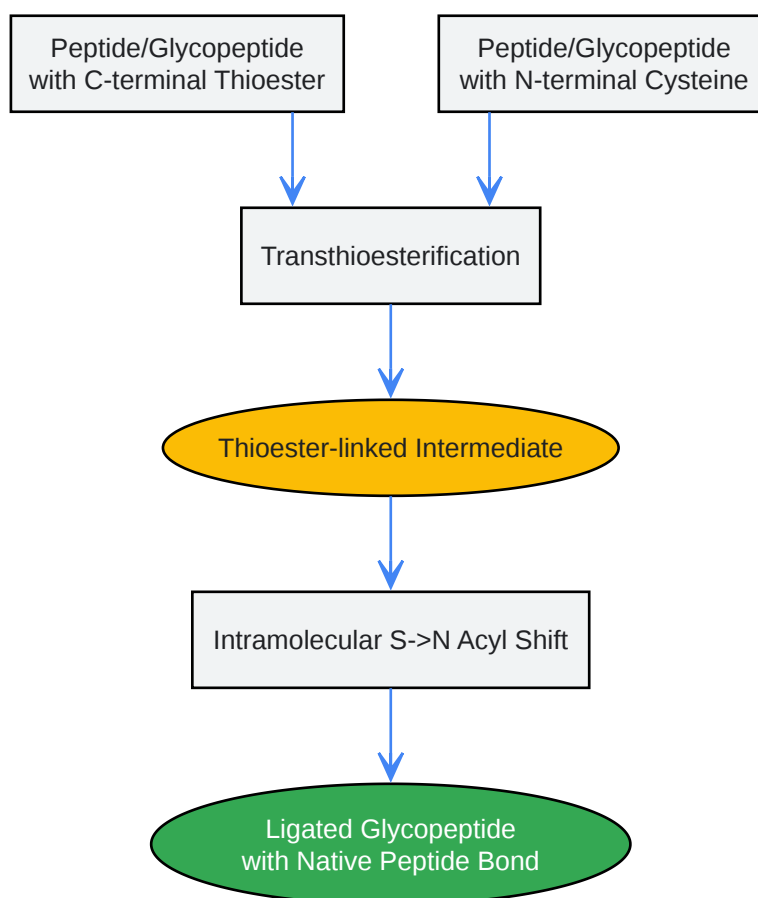 Peptide/Glycopeptide
with C-terminal Thioester
Peptide/Glycopeptide
with N-terminal Cysteine
Transthioesterification
Thioester-linked Intermediate
Intramolecular S->N Acyl Shift
Ligated Glycopeptide
with Native Peptide Bond